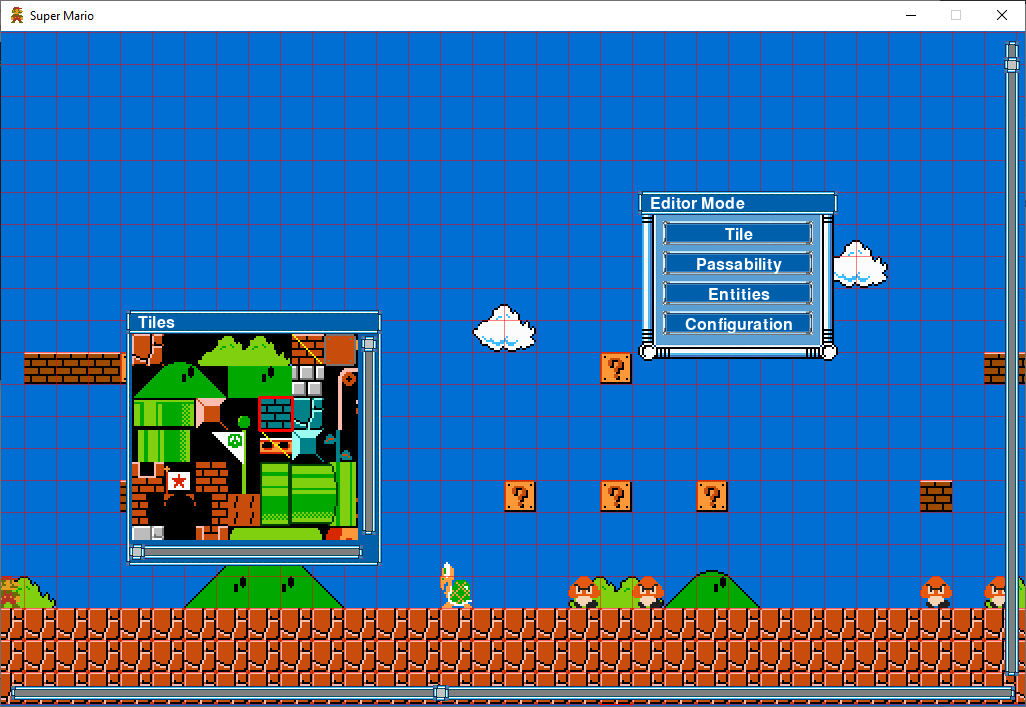 Super Mario
Editor Mode
Tile
Passability
Entities
Configuration
Tiles
?
?
?
?